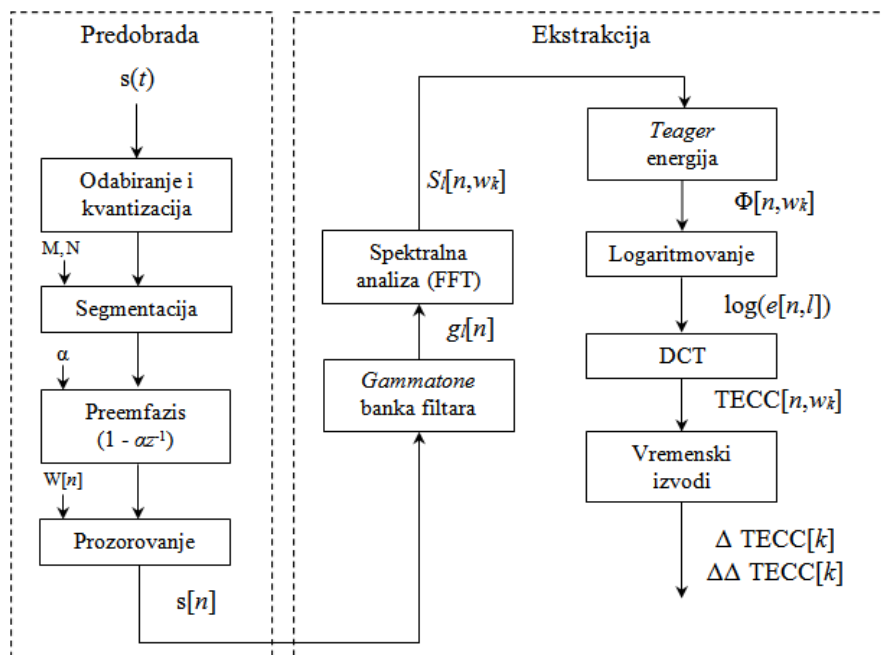 Predobrada
s(t)
Odabiranje i
kvantizacija
M, N
Segmentacija
α
Preemfazis
(1 - αz⁻¹)
W[n]
Prozorovanje
s[n]
Ekstrakcija
Sₗ[n,wₖ]
Spektralna
analiza (FFT)
gₗ[n]
Gammatone
banka filtara
Teager
energija
Φ[n,wₖ]
Logaritmovanje
log(e[n,l])
DCT
TECC[n,wₖ]
Vremenski
izvodi
Δ TECC[k]
ΔΔ TECC[k]